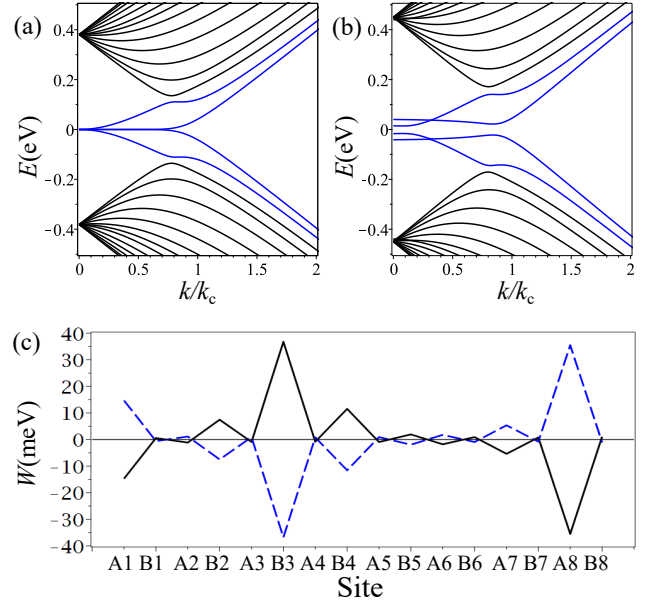 (a) (b)
0.4 0.4
0.2 0.2
E(eV) 0 E(eV) 0
−0.2 −0.2
−0.4 −0.4
0 0.5 1 1.5 2 0 0.5 1 1.5 2
k/kc k/kc
(c)
40
30
20
10
W(meV) 0
−10
−20
−30
−40
A1 B1 A2 B2 A3 B3 A4 B4 A5 B5 A6 B6 A7 B7 A8 B8
Site